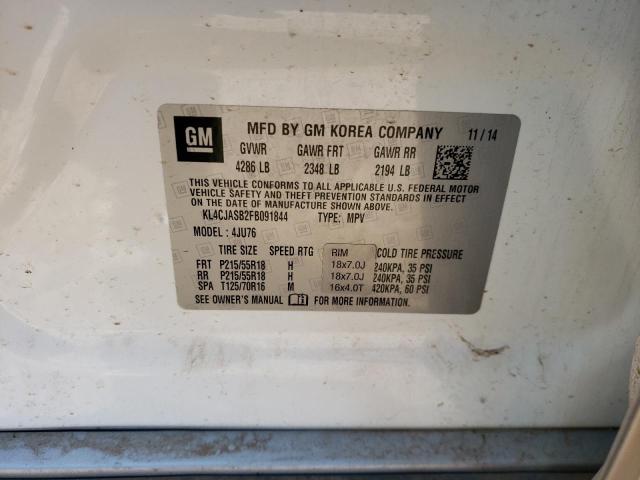 GM
MFD BY GM KOREA COMPANY 11 / 14
GVWR GAWR FRT GAWR RR
4286 LB 2348 LB 2194 LB
THIS VEHICLE CONFORMS TO ALL APPLICABLE U.S. FEDERAL MOTOR
VEHICLE SAFETY AND THEFT PREVENTION STANDARDS IN EFFECT
ON THE DATE OF MANUFACTURE SHOWN ABOVE.
KL4CJASB2FB091844 TYPE: MPV
MODEL : 4JU76
TIRE SIZE SPEED RTG RIM COLD TIRE PRESSURE
FRT P215/55R18 H 18x7.0J 240KPA, 35 PSI
RR P215/55R18 H 18x7.0J 240KPA, 35 PSI
SPA T125/70R16 M 16x4.0T 420KPA, 60 PSI
SEE OWNER'S MANUAL FOR MORE INFORMATION.